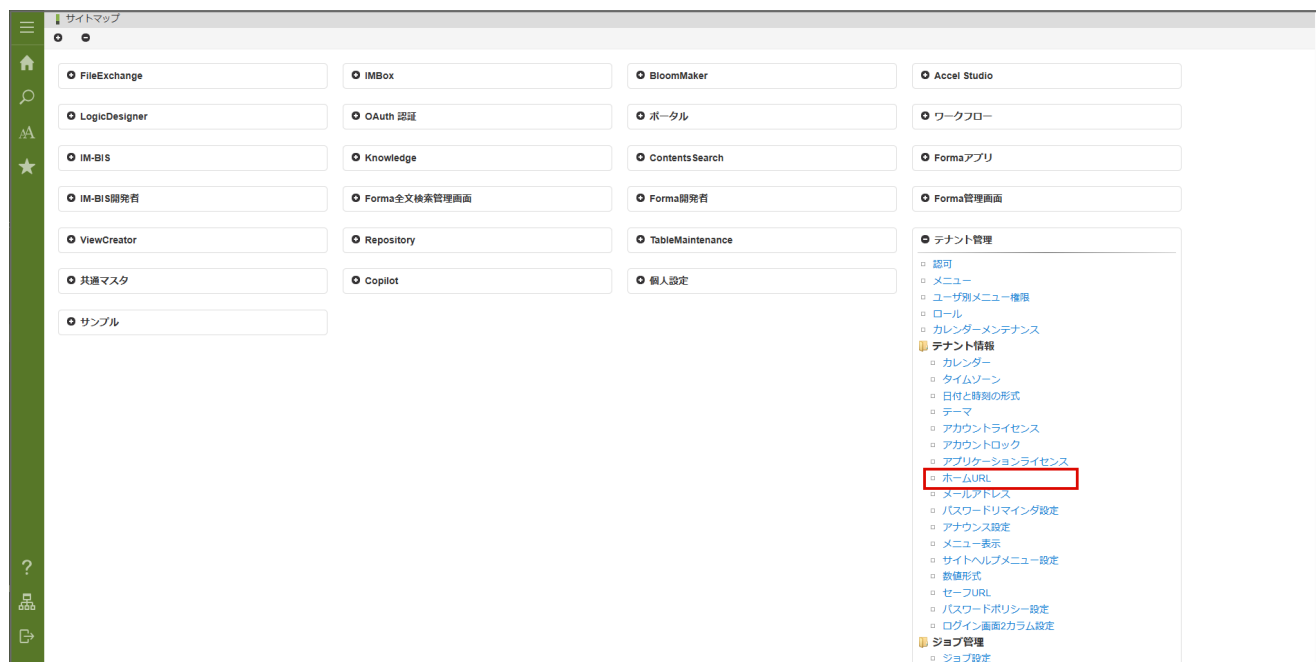 サイトマップ
FileExchange
IMBox
BloomMaker
Accel Studio
LogicDesigner
OAuth 認証
ポータル
ワークフロー
IM-BIS
Knowledge
ContentsSearch
Formaアプリ
IM-BIS開発者
Forma全文検索管理画面
Forma開発者
Forma管理画面
ViewCreator
Repository
TableMaintenance
テナント管理
共通マスタ
Copilot
個人設定
サンプル
認可
メニュー
ユーザ別メニュー権限
ロール
カレンダーメンテナンス
テナント情報
カレンダー
タイムゾーン
日付と時刻の形式
テーマ
アカウントライセンス
アカウントロック
アプリケーションライセンス
ホームURL
メールアドレス
パスワードリマインダ設定
アナウンス設定
メニュー表示
サイトヘルプメニュー設定
数値形式
セーフURL
パスワードポリシー設定
ログイン画面2カラム設定
ジョブ管理
ジョブ設定